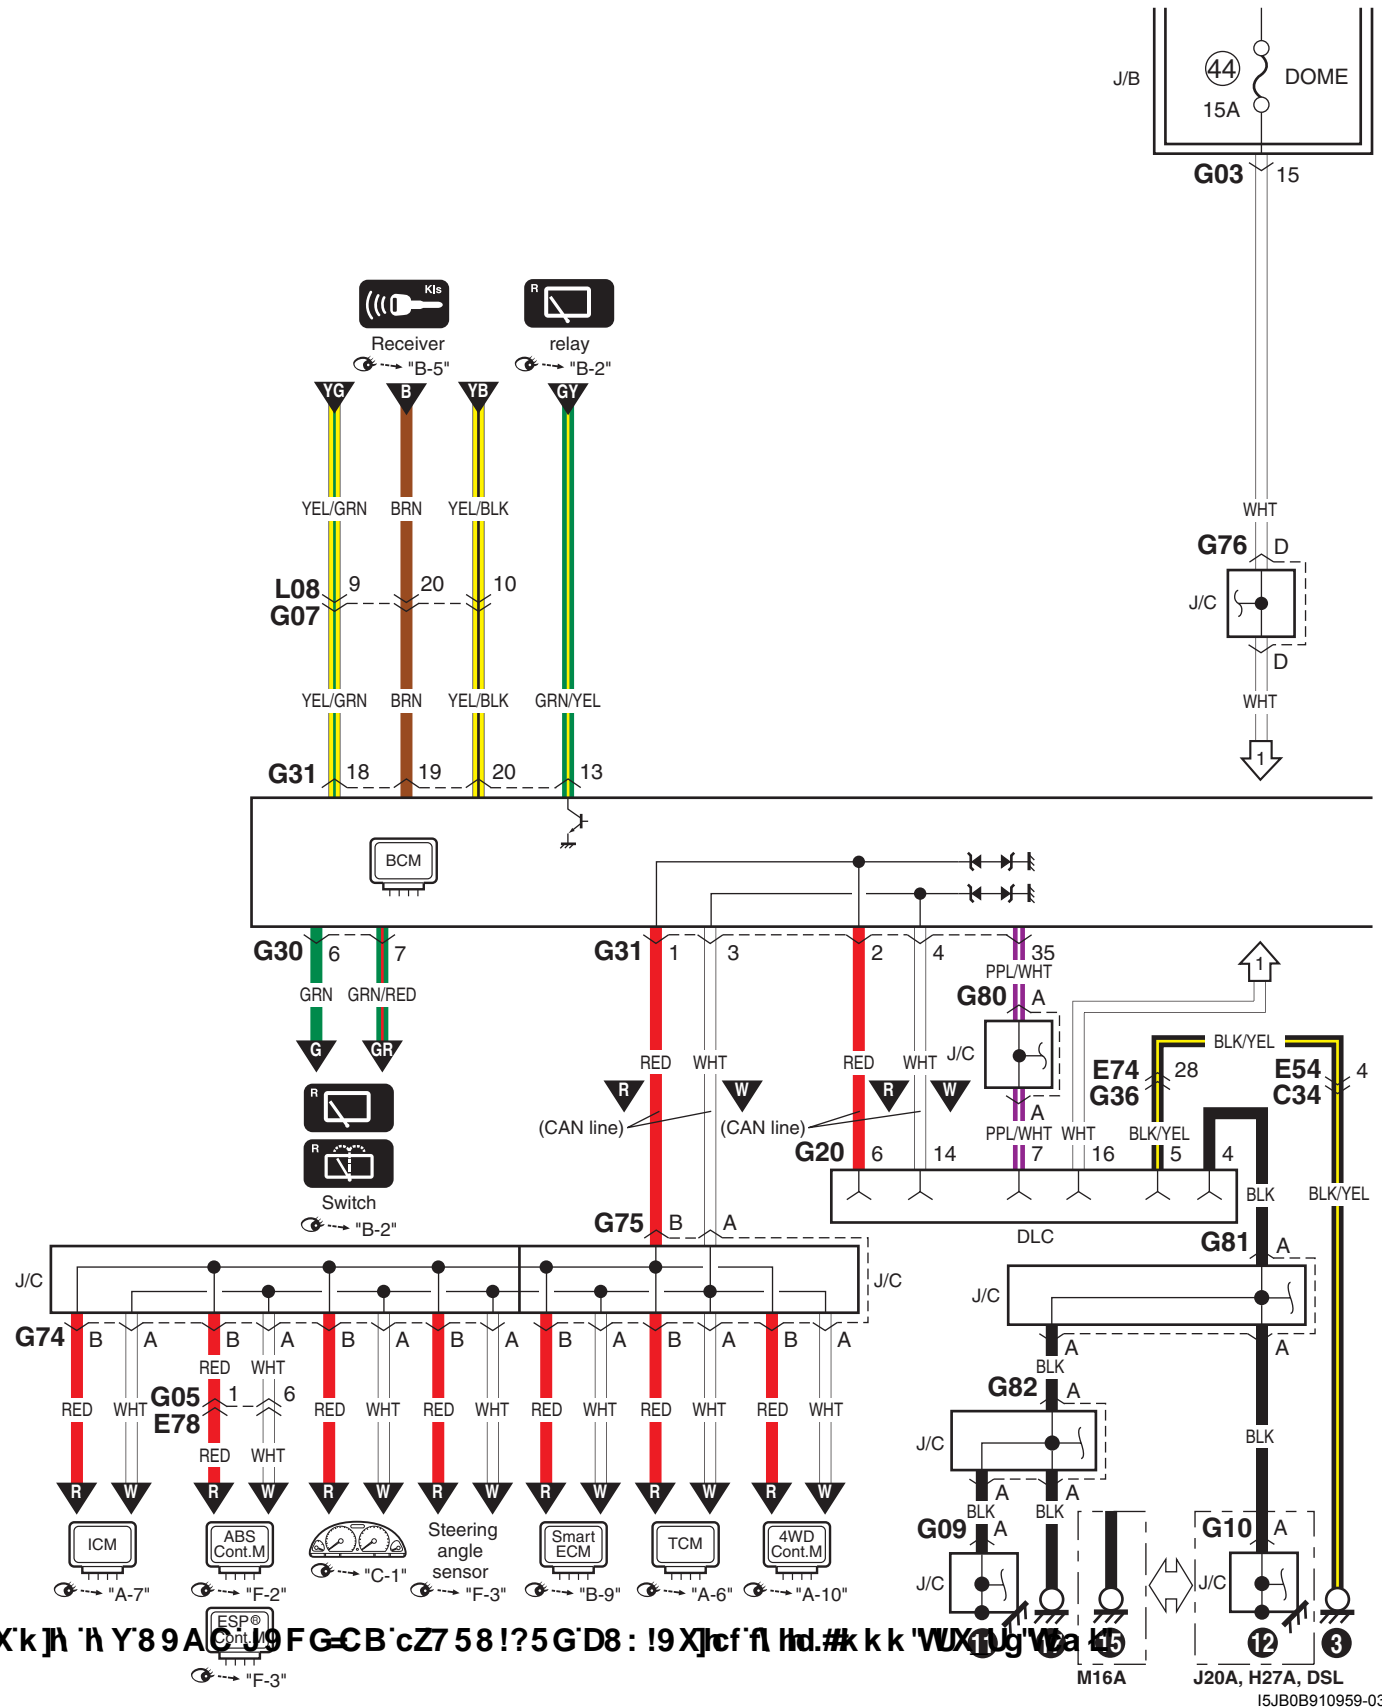 44
J/B
DOME
15A
G03 15
KIs
R
Receiver
relay
"B-5"
"B-2"
YG B YB GY
YEL/GRN BRN YEL/BLK
WHT
G76 D
L08 9 20 10
G07
J/C
D
YEL/GRN BRN YEL/BLK GRN/YEL
WHT
1
G31 18 19 20 13
BCM
G30 6 7
G31 1 3 2 4 35
PPL/WHT
1
GRN GRN/RED
G80 A
G GR
RED WHT RED WHT J/C
BLK/YEL
E74 28 E54 4
G36 C34
R W R W
R
(CAN line) (CAN line)
A
PPL/WHT WHT BLK/YEL
G20 6 14 7 16 5 4
R
Switch
"B-2"
BLK BLK/YEL
G75 B A
DLC
G81 A
J/C J/C
J/C
G74 B A B A B A B A B A B A B A
A A
RED WHT
BLK
G82 A
G05 1 6
E78
RED WHT RED WHT RED WHT RED WHT RED WHT RED WHT
J/C
BLK
RED WHT
A A
R W R W R W R W R W R W R W
BLK BLK
G09 A
G10 A
ICM
ABS Cont.M
Steering angle sensor
Smart ECM
TCM
4WD Cont.M
J/C
J/C
"A-7" "F-2" "C-1" "F-3" "B-9" "A-6" "A-10"
ESP® Cont.M
"F-3"
11 15 12 3
M16A
J20A, H27A, DSL
I5JB0B910959-03